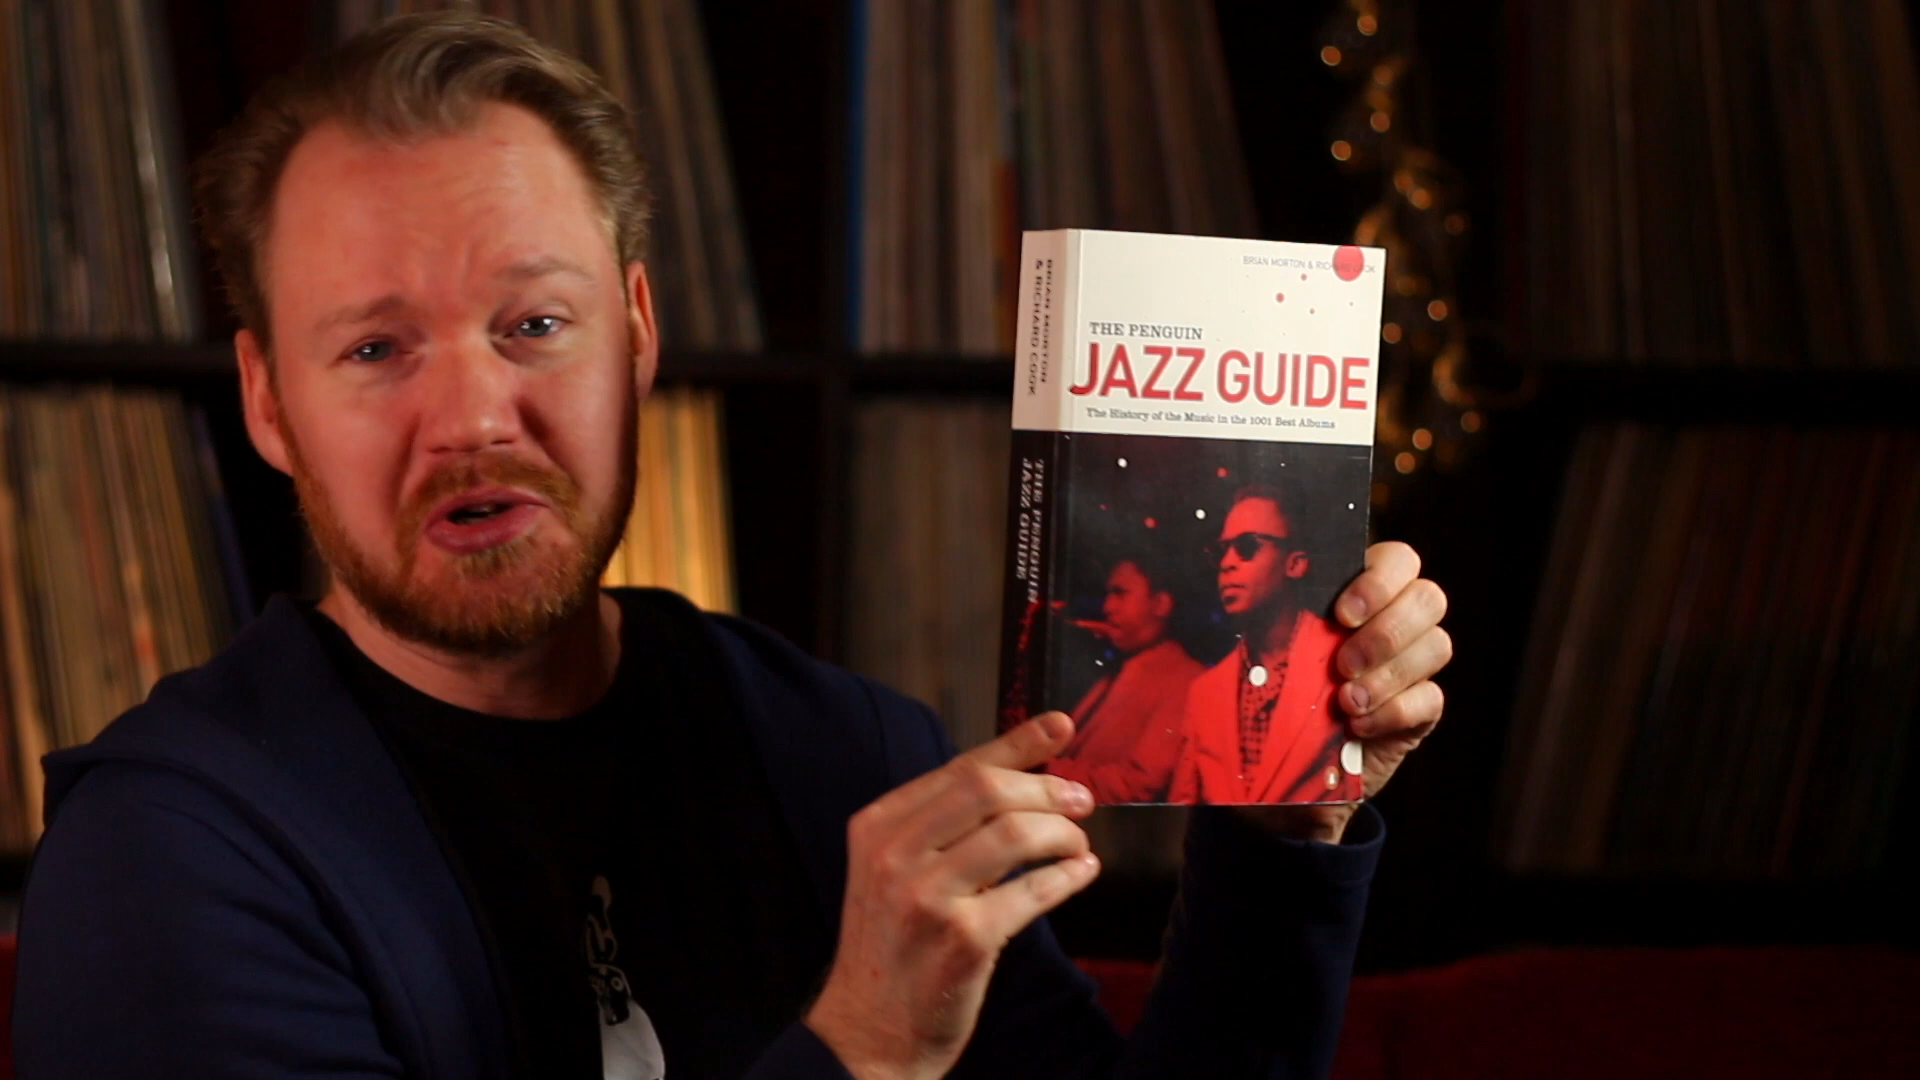 BRIAN MORTON
& RICHARD COOK
THE PENGUIN
JAZZ GUIDE
BRIAN MORTON & RICHARD COOK
THE PENGUIN
JAZZ GUIDE
The History of the Music in the 1001 Best Albums